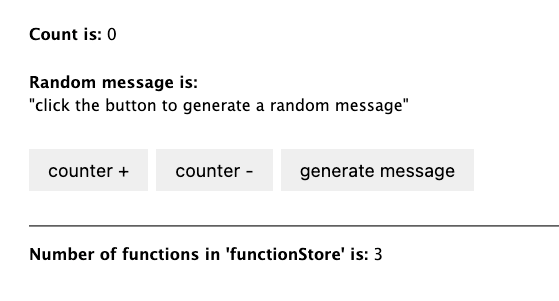 Count is: 0
Random message is:
"click the button to generate a random message"
counter + counter - generate message
Number of functions in 'functionStore' is: 3